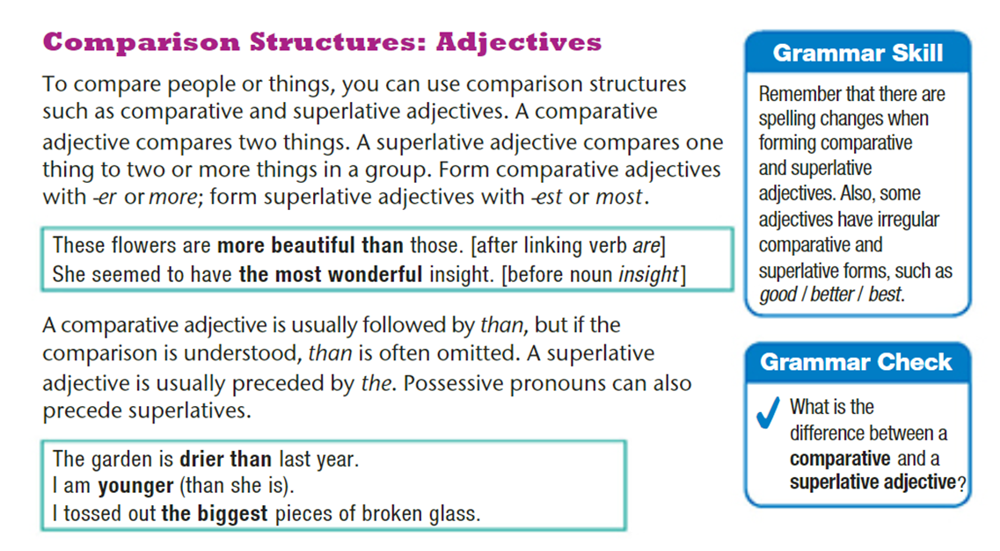 Comparison Structures: Adjectives
To compare people or things, you can use comparison structures
such as comparative and superlative adjectives. A comparative
adjective compares two things. A superlative adjective compares one
thing to two or more things in a group. Form comparative adjectives
with -er or more; form superlative adjectives with -est or most.
These flowers are more beautiful than those. [after linking verb are]
She seemed to have the most wonderful insight. [before noun insight]
A comparative adjective is usually followed by than, but if the
comparison is understood, than is often omitted. A superlative
adjective is usually preceded by the. Possessive pronouns can also
precede superlatives.
The garden is drier than last year.
I am younger (than she is).
I tossed out the biggest pieces of broken glass.
Grammar Skill
Remember that there are
spelling changes when
forming comparative
and superlative
adjectives. Also, some
adjectives have irregular
comparative and
superlative forms, such as
good / better / best.
Grammar Check
What is the
difference between a
comparative and a
superlative adjective?